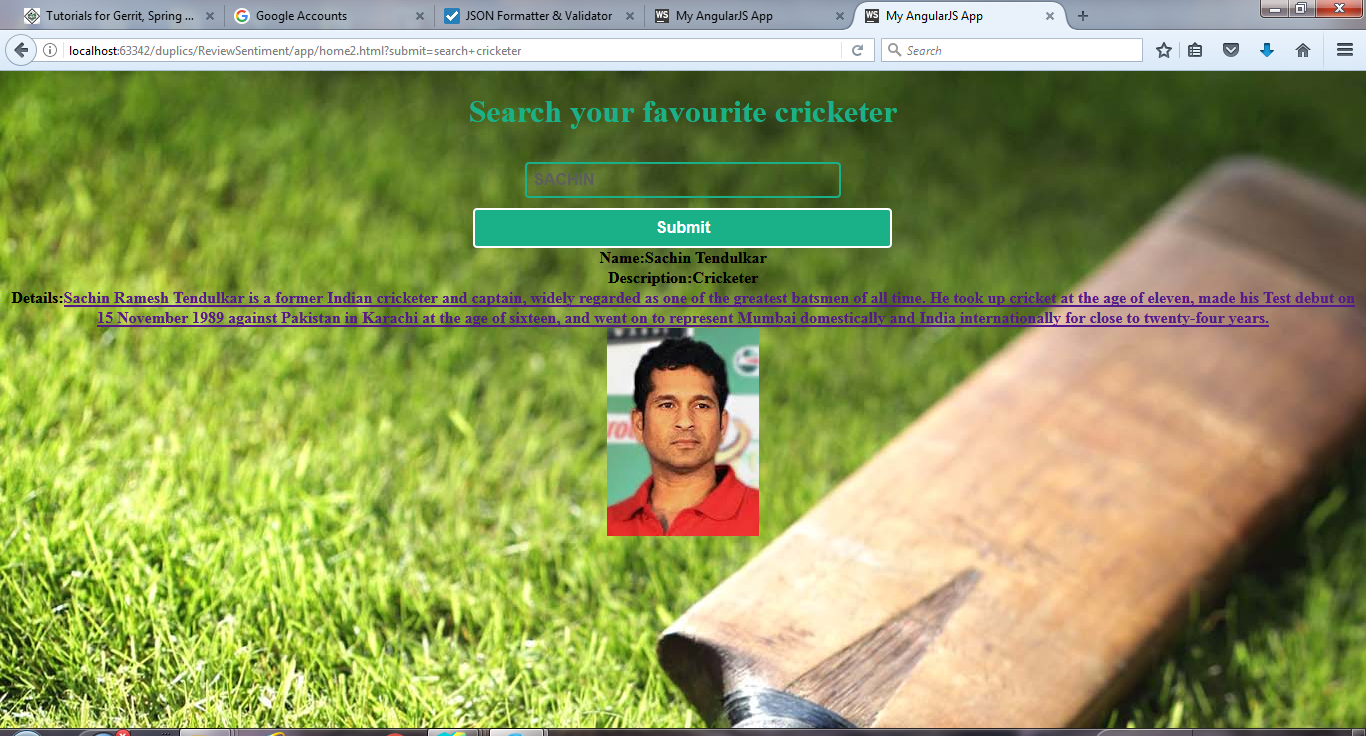 Tutorials for Gerrit, Spring ...
Google Accounts
JSON Formatter & Validator
WS My AngularJS App
WS My AngularJS App
localhost:63342/duplics/ReviewSentiment/app/home2.html?submit=search+cricketer
Search
Search your favourite cricketer
SACHIN
Submit
Name:Sachin Tendulkar
Description:Cricketer
Details:Sachin Ramesh Tendulkar is a former Indian cricketer and captain, widely regarded as one of the greatest batsmen of all time. He took up cricket at the age of eleven, made his Test debut on
15 November 1989 against Pakistan in Karachi at the age of sixteen, and went on to represent Mumbai domestically and India internationally for close to twenty-four years.